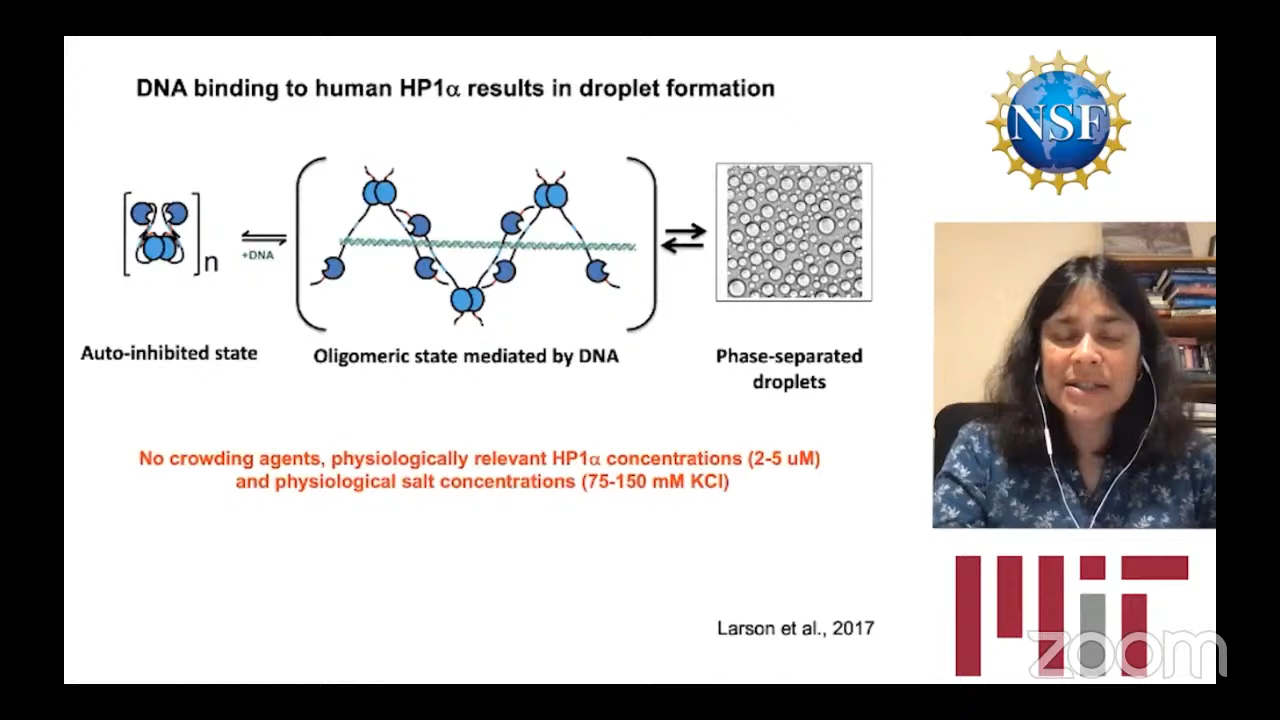 DNA binding to human HP1α results in droplet formation
NSF
n
+DNA
Auto-inhibited state
Oligomeric state mediated by DNA
Phase-separated
droplets
No crowding agents, physiologically relevant HP1α concentrations (2-5 uM)
and physiological salt concentrations (75-150 mM KCl)
Larson et al., 2017
MIT
zoom